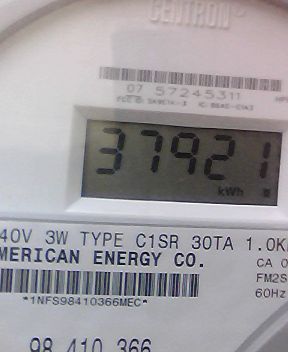 CENTRON®
07 57245311
37921
kWh
40V 3W TYPE C1SR 30TA 1.0K
MERICAN ENERGY CO.
CA 0
FM2S
60Hz
*1NFS98410366MEC*
98 410 366